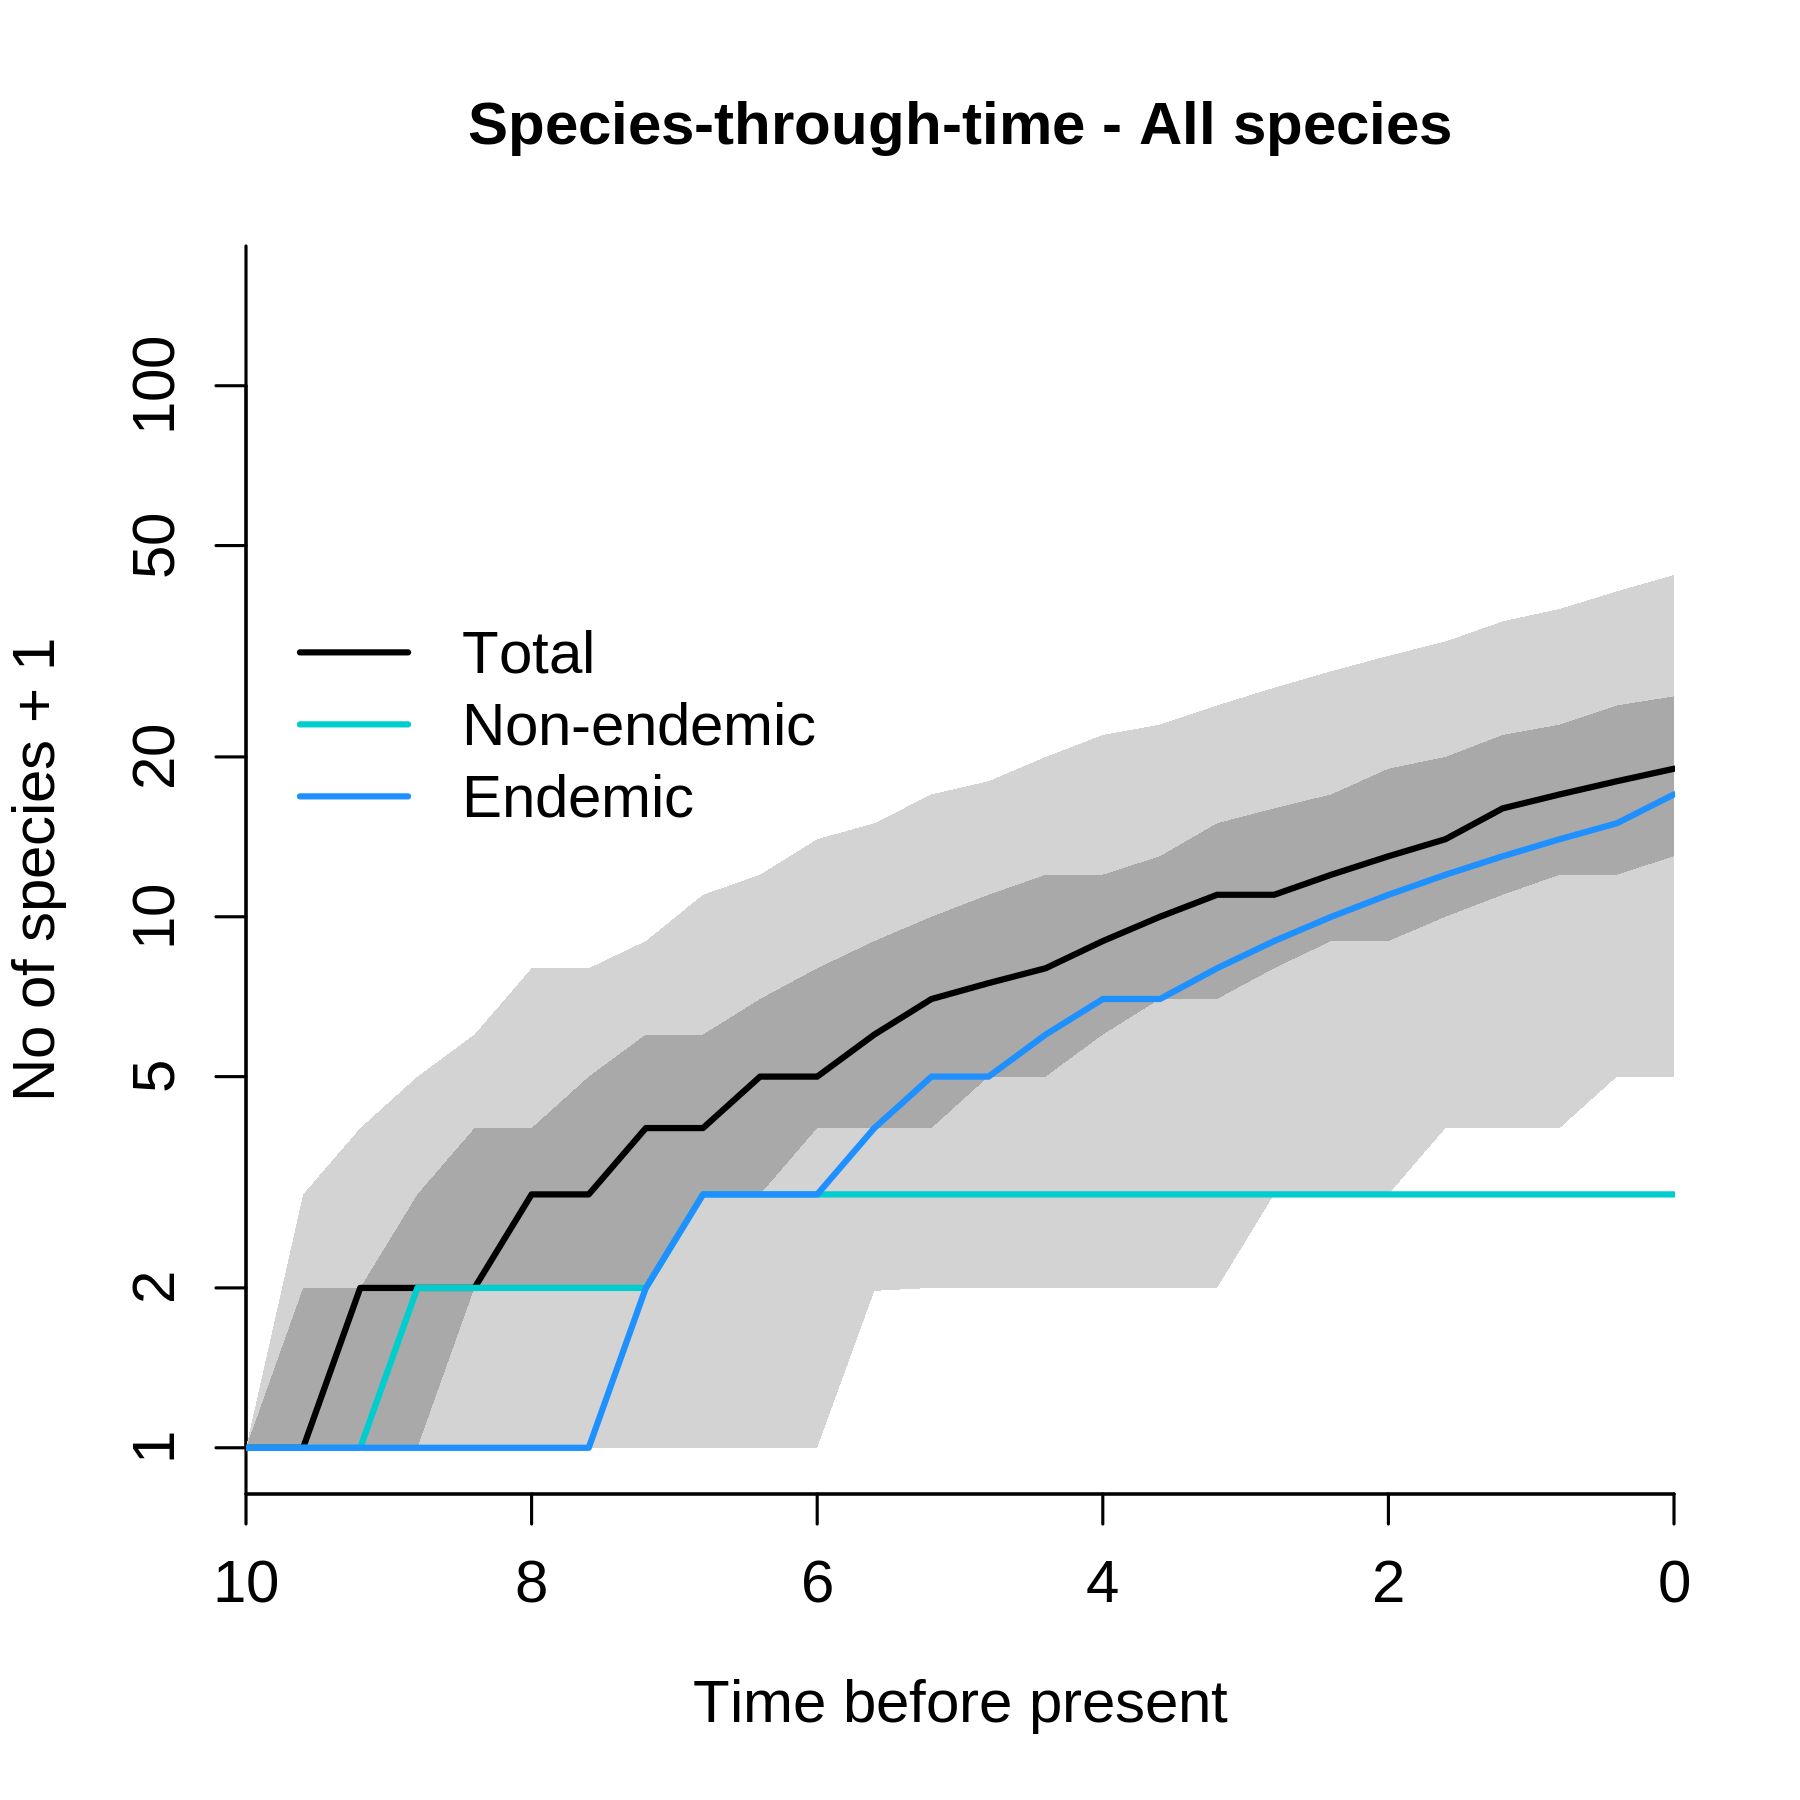 Species-through-time - All species
No of species + 1
100
50
20
10
5
2
1
Total
Non-endemic
Endemic
10 8 6 4 2 0
Time before present